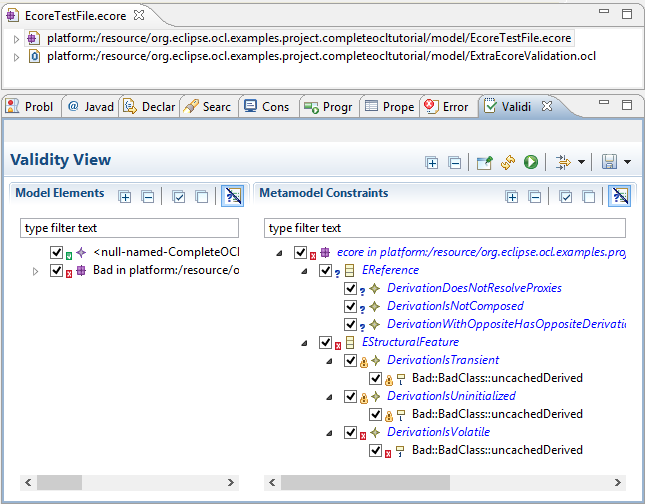 EcoreTestFile.ecore
platform:/resource/org.eclipse.ocl.examples.project.completeocltutorial/model/EcoreTestFile.ecore
platform:/resource/org.eclipse.ocl.examples.project.completeocltutorial/model/ExtraEcoreValidation.ocl
Probl @ Javad Declar Searc Cons Progr Prope Error Validi
Validity View
Model Elements
Metamodel Constraints
type filter text
type filter text
<null-named-CompleteOCL
Bad in platform:/resource/o
ecore in platform:/resource/org.eclipse.ocl.examples.proj
EReference
DerivationDoesNotResolveProxies
DerivationIsNotComposed
DerivationWithOppositeHasOppositeDerivatio
EStructuralFeature
DerivationIsTransient
Bad::BadClass::uncachedDerived
DerivationIsUninitialized
Bad::BadClass::uncachedDerived
DerivationIsVolatile
Bad::BadClass::uncachedDerived